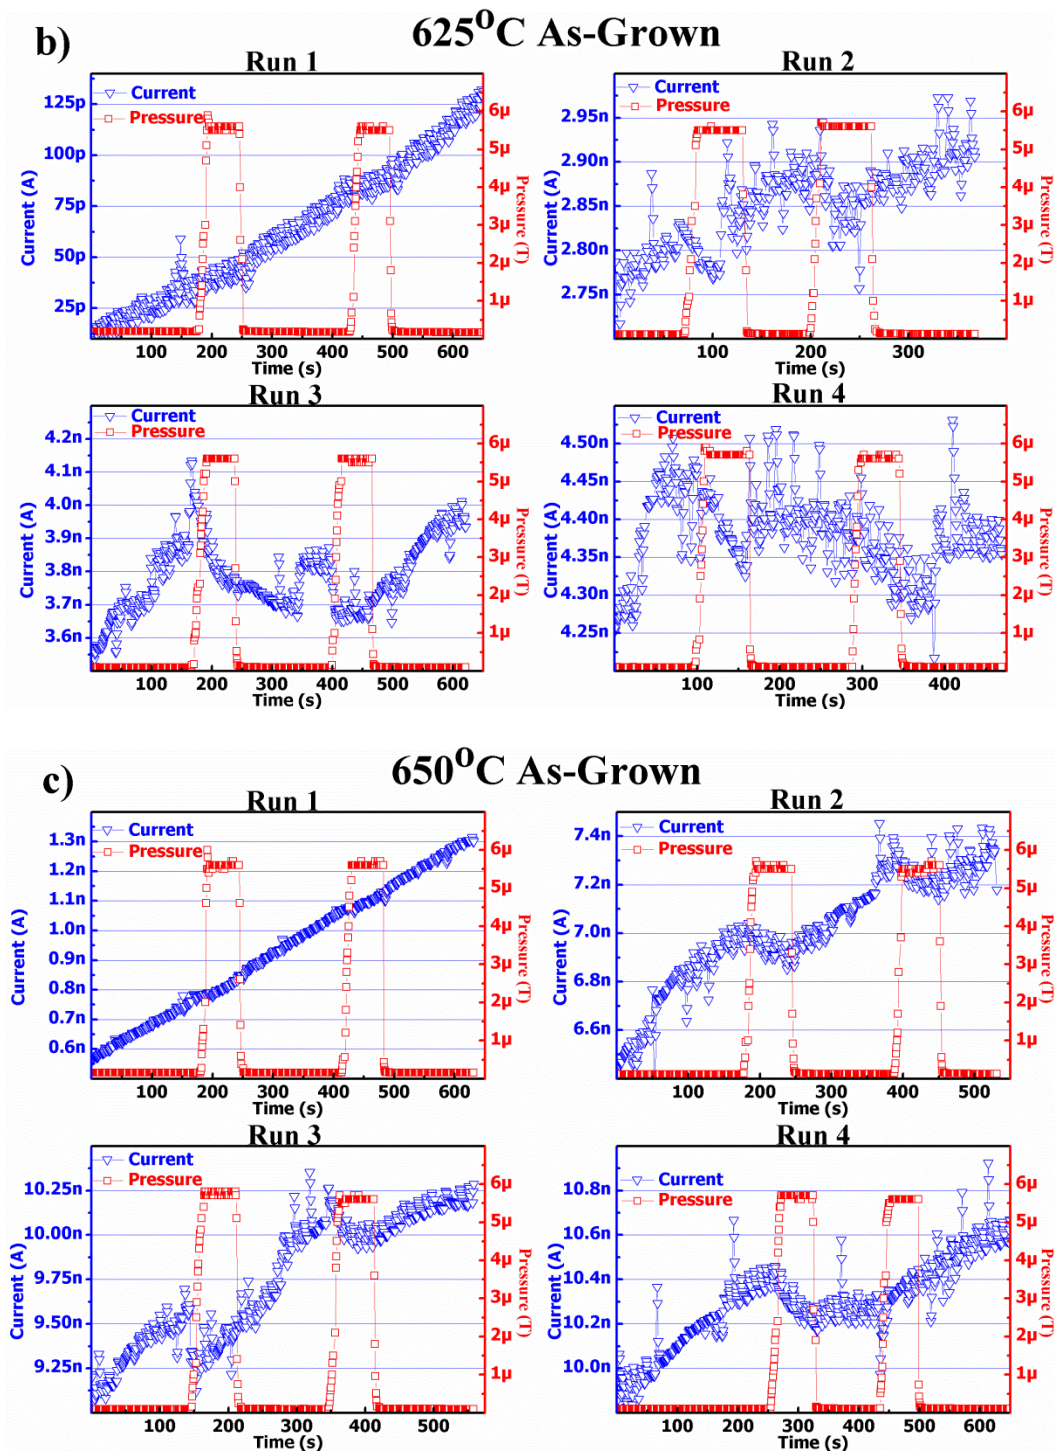 b)
625°C As-Grown
Run 1
Current
Pressure
125p
100p
75p
50p
25p
Current (A)
6µ
5µ
4µ
3µ
2µ
1µ
Pressure (T)
100 200 300 400 500 600
Time (s)
Run 2
Current
Pressure
2.95n
2.90n
2.85n
2.80n
2.75n
Current (A)
6µ
5µ
4µ
3µ
2µ
1µ
Pressure (T)
100 200 300
Time (s)
Run 3
Current
Pressure
4.2n
4.1n
4.0n
3.9n
3.8n
3.7n
3.6n
Current (A)
6µ
5µ
4µ
3µ
2µ
1µ
Pressure (T)
100 200 300 400 500 600
Time (s)
Run 4
Current
Pressure
4.50n
4.45n
4.40n
4.35n
4.30n
4.25n
Current (A)
6µ
5µ
4µ
3µ
2µ
1µ
Pressure (T)
100 200 300 400
Time (s)
c)
650°C As-Grown
Run 1
Current
Pressure
1.3n
1.2n
1.1n
1.0n
0.9n
0.8n
0.7n
0.6n
Current (A)
6µ
5µ
4µ
3µ
2µ
1µ
Pressure (T)
100 200 300 400 500 600
Time (s)
Run 2
Current
Pressure
7.4n
7.2n
7.0n
6.8n
6.6n
Current (A)
6µ
5µ
4µ
3µ
2µ
1µ
Pressure (T)
100 200 300 400 500
Time (s)
Run 3
Current
Pressure
10.25n
10.00n
9.75n
9.50n
9.25n
Current (A)
6µ
5µ
4µ
3µ
2µ
1µ
Pressure (T)
100 200 300 400 500
Time (s)
Run 4
Current
Pressure
10.8n
10.6n
10.4n
10.2n
10.0n
Current (A)
6µ
5µ
4µ
3µ
2µ
1µ
Pressure (T)
100 200 300 400 500 600
Time (s)